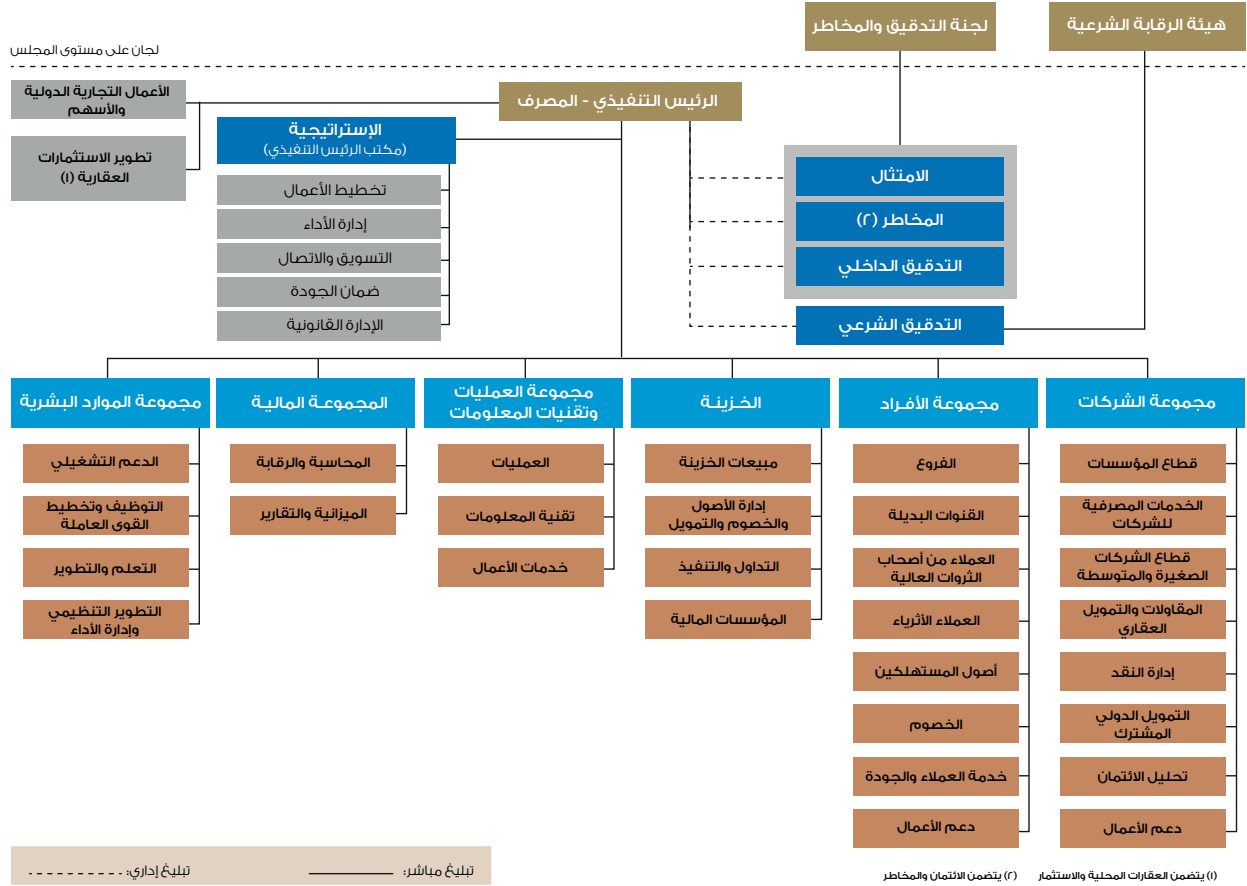 هيئة الرقابة الشرعية
لجنة التدقيق والمخاطر
لجان على مستوى المجلس
الرئيس التنفيذي - المصرف
الأعمال التجارية الدولية
والأسهم
تطوير الاستثمارات
العقارية (١)
الإستراتيجية
(مكتب الرئيس التنفيذي)
تخطيط الأعمال
إدارة الأداء
التسويق والاتصال
ضمان الجودة
الإدارة القانونية
الامتثال
المخاطر (٢)
التدقيق الداخلي
التدقيق الشرعي
مجموعة الشركات
قطاع المؤسسات
الخدمات المصرفية
للشركات
قطاع الشركات
الصغيرة والمتوسطة
المقاولات والتمويل
العقاري
إدارة النقد
التمويل الدولي
المشترك
تحليل الائتمان
دعم الأعمال
مجموعة الأفراد
الفروع
القنوات البديلة
العملاء من أصحاب
الثروات العالية
العملاء الأثرياء
أصول المستهلكين
الخصوم
خدمة العملاء والجودة
دعم الأعمال
الخزينة
مبيعات الخزينة
إدارة الأصول
والخصوم والتمويل
التداول والتنفيذ
المؤسسات المالية
مجموعة العمليات
وتقنيات المعلومات
العمليات
تقنية المعلومات
خدمات الأعمال
المجموعة المالية
المحاسبة والرقابة
الميزانية والتقارير
مجموعة الموارد البشرية
الدعم التشغيلي
التوظيف وتخطيط
القوى العاملة
التعلم والتطوير
التطوير التنظيمي
وإدارة الأداء
تبليغ مباشر:
تبليغ إداري:
(١) يتضمن العقارات المحلية والاستثمار
(٢) يتضمن الائتمان والمخاطر